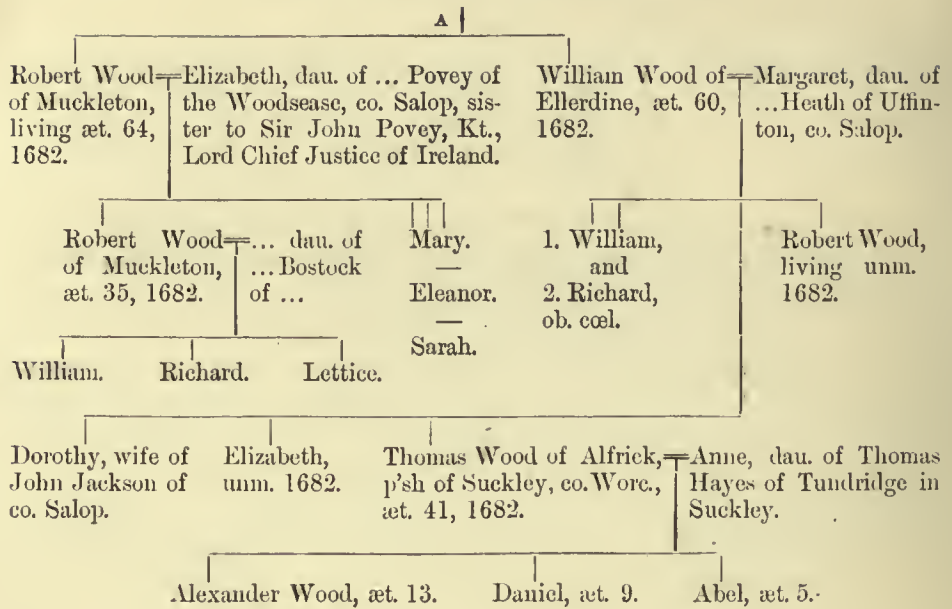 A
Robert Wood=Elizabeth, dau. of ... Povey of
of Muckleton, the Woodsease, co. Salop, sis-
living æt. 64, ter to Sir John Povey, Kt.,
1682. Lord Chief Justice of Ireland.
William Wood of=Margaret, dau. of
Ellerdine, æt. 60, ...Heath of Uffin-
1682. ton, co. Salop.
Robert Wood=... dau. of
of Muckleton, ...Bostock
æt. 35, 1682. of ...
Mary.
—
Eleanor.
—
Sarah.
1. William,
and
2. Richard,
ob. cœl.
Robert Wood,
living unm.
1682.
William. Richard. Lettice.
Dorothy, wife of
John Jackson of
co. Salop.
Elizabeth,
unm. 1682.
Thomas Wood of Alfrick,=Anne, dau. of Thomas
p'sh of Suckley, co. Worc., Hayes of Tundridge in
æt. 41, 1682. Suckley.
Alexander Wood, æt. 13. Daniel, æt. 9. Abel, æt. 5.